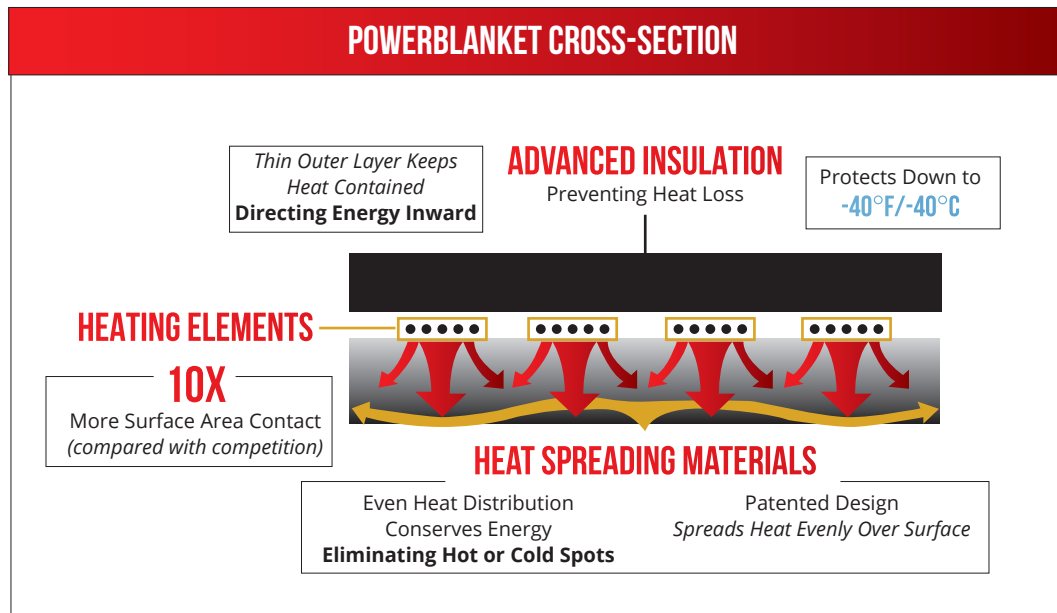 POWERBLANKET CROSS-SECTION
Thin Outer Layer Keeps
Heat Contained
Directing Energy Inward
ADVANCED INSULATION
Preventing Heat Loss
Protects Down to
-40°F/-40°C
HEATING ELEMENTS
10X
More Surface Area Contact
(compared with competition)
HEAT SPREADING MATERIALS
Even Heat Distribution
Conserves Energy
Eliminating Hot or Cold Spots
Patented Design
Spreads Heat Evenly Over Surface